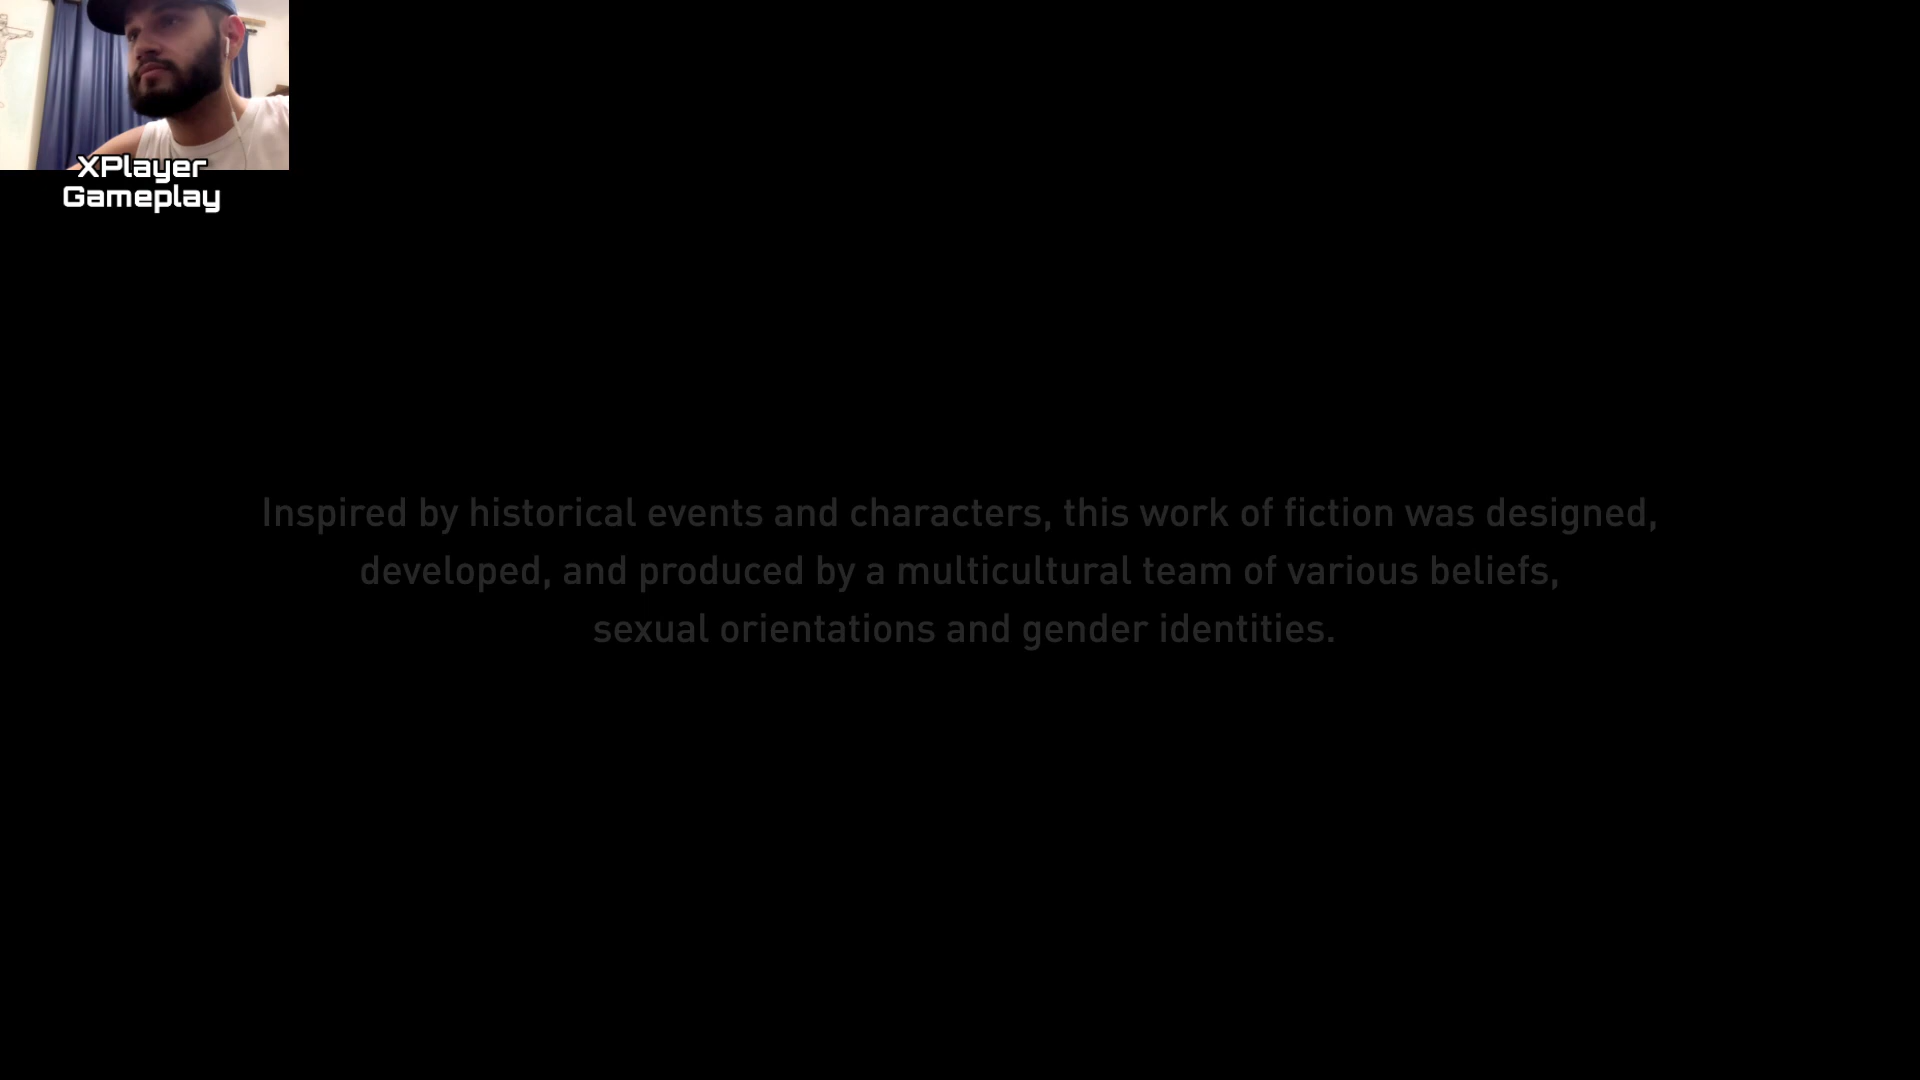 XPlayer
Gameplay
Inspired by historical events and characters, this work of fiction was designed,
developed, and produced by a multicultural team of various beliefs,
sexual orientations and gender identities.